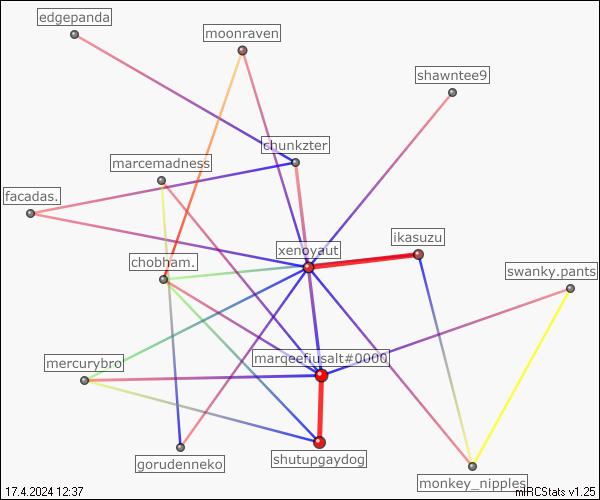 edgepanda
moonraven
shawntee9
chunkzter
marcemadness
facadas.
xenoyaut
ikasuzu
chobham.
swanky.pants
mercurybro
marqeefiusalt#0000
gorudenneko
shutupgaydog
monkey_nipples
17.4.2024 12:37
mIRCStats v1.25